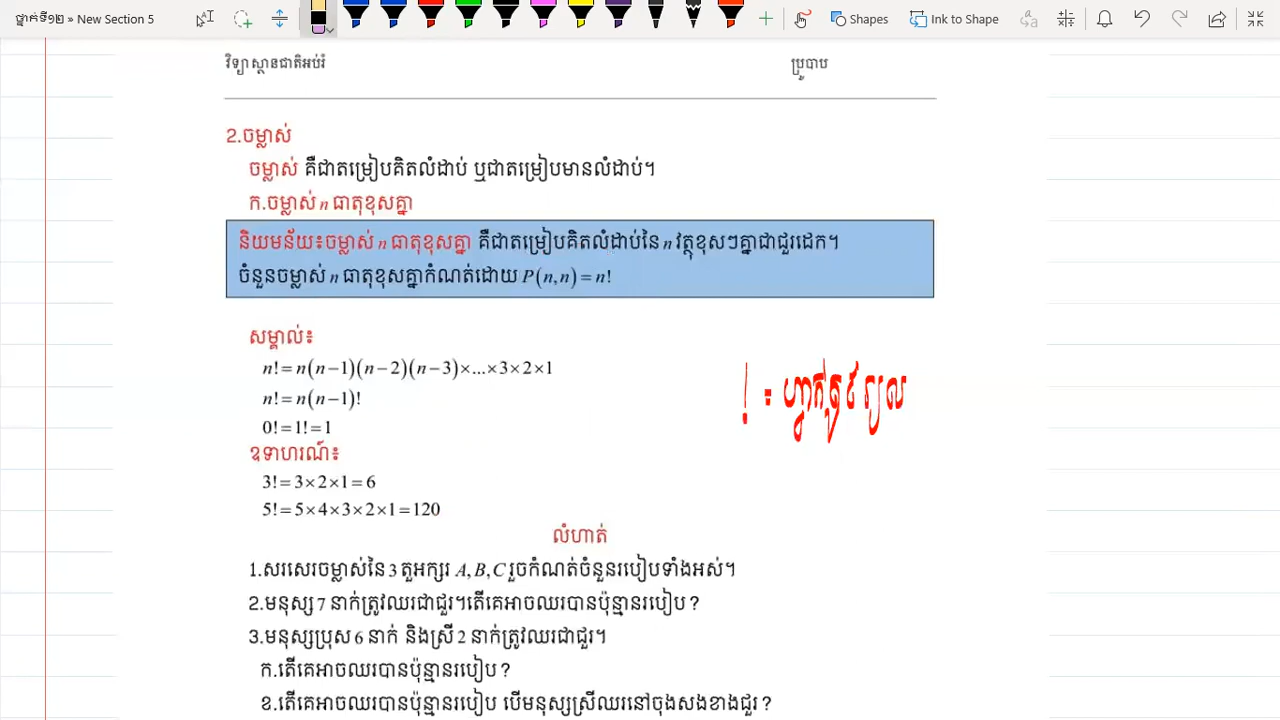 ថ្នាក់ទី១២ » New Section 5
Shapes
Ink to Shape
វិទ្យាស្ថានជាតិអប់រំ
ប្រូបាប
2.ចម្លាស់
ចម្លាស់ គឺជាតម្រៀបគិតលំដាប់ ឬជាតម្រៀបមានលំដាប់។
ក.ចម្លាស់ n ធាតុខុសគ្នា
និយមន័យ៖ចម្លាស់ n ធាតុខុសគ្នា គឺជាតម្រៀបគិតលំដាប់នៃ n វត្ថុខុសៗគ្នាជាជួរដេក។
ចំនួនចម្លាស់ n ធាតុខុសគ្នាកំណត់ដោយ P(n,n)=n!
សម្គាល់៖
n!=n(n−1)(n−2)(n−3)×...×3×2×1
n!=n(n−1)!
0!=1!=1
! = ហ្វាក់តូរីយែល
ឧទាហរណ៍៖
3!=3×2×1=6
5!=5×4×3×2×1=120
លំហាត់
1.សរសេរចម្លាស់នៃ 3 តួអក្សរ A,B,C រួចកំណត់ចំនួនរបៀបទាំងអស់។
2.មនុស្ស 7 នាក់ត្រូវឈរជាជួរ។តើគេអាចឈរបានប៉ុន្មានរបៀប ?
3.មនុស្សប្រុស 6 នាក់ និងស្រី 2 នាក់ត្រូវឈរជាជួរ។
ក.តើគេអាចឈរបានប៉ុន្មានរបៀប ?
ខ.តើគេអាចឈរបានប៉ុន្មានរបៀប បើមនុស្សស្រីឈរនៅចុងសងខាងជួរ ?